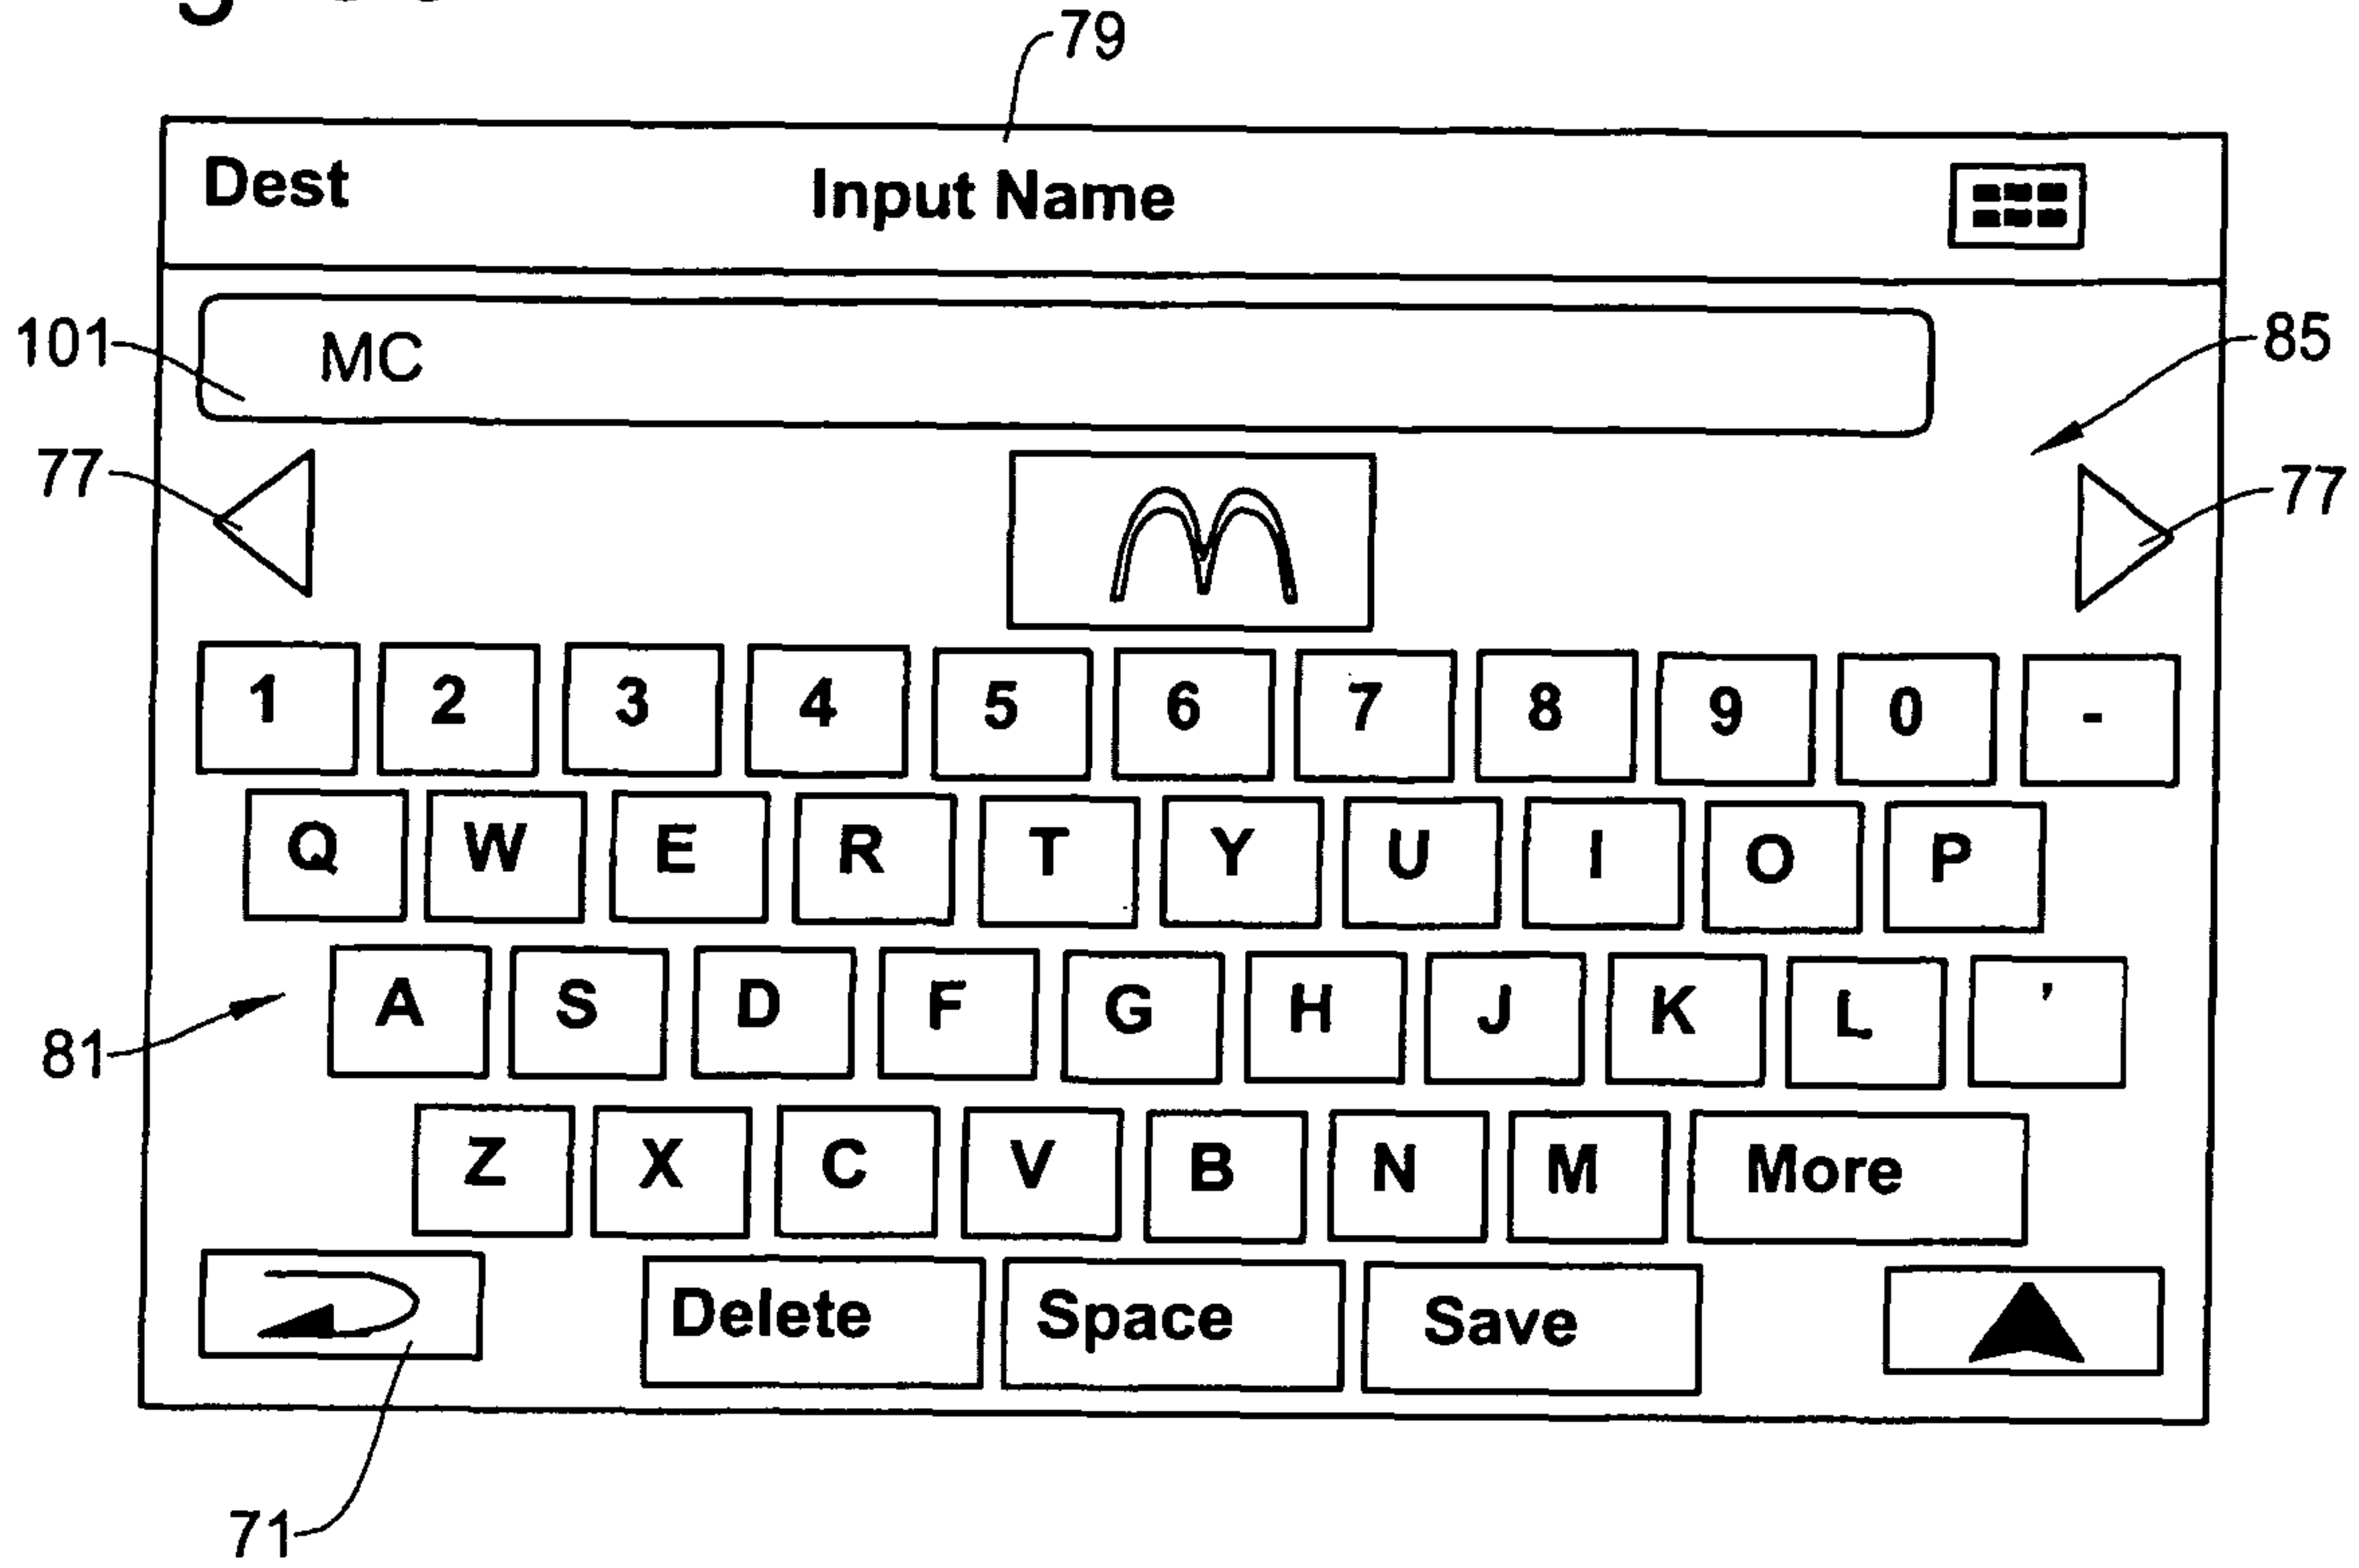 79
Dest Input Name
101 MC 85
77 77
1 2 3 4 5 6 7 8 9 0 -
Q W E R T Y U I O P
A S D F G H J K L '
81
Z X C V B N M More
Delete Space Save
71